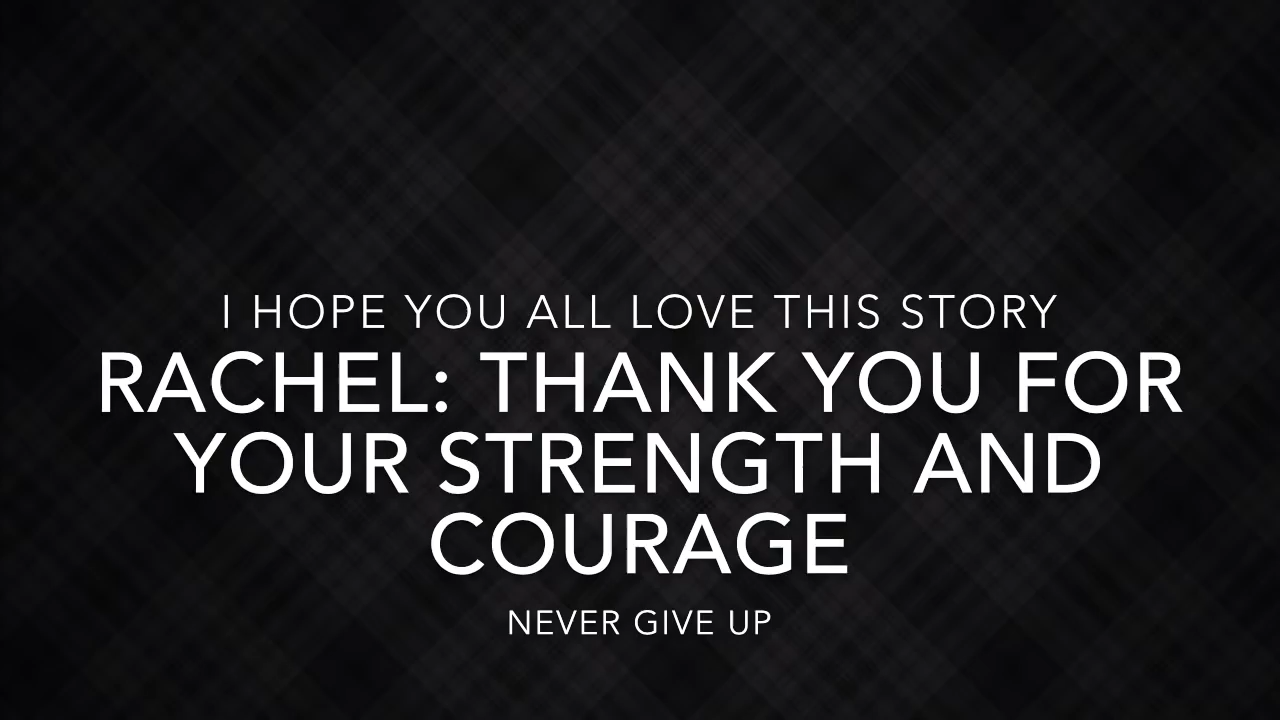 I HOPE YOU ALL LOVE THIS STORY
RACHEL: THANK YOU FOR
YOUR STRENGTH AND
COURAGE
NEVER GIVE UP